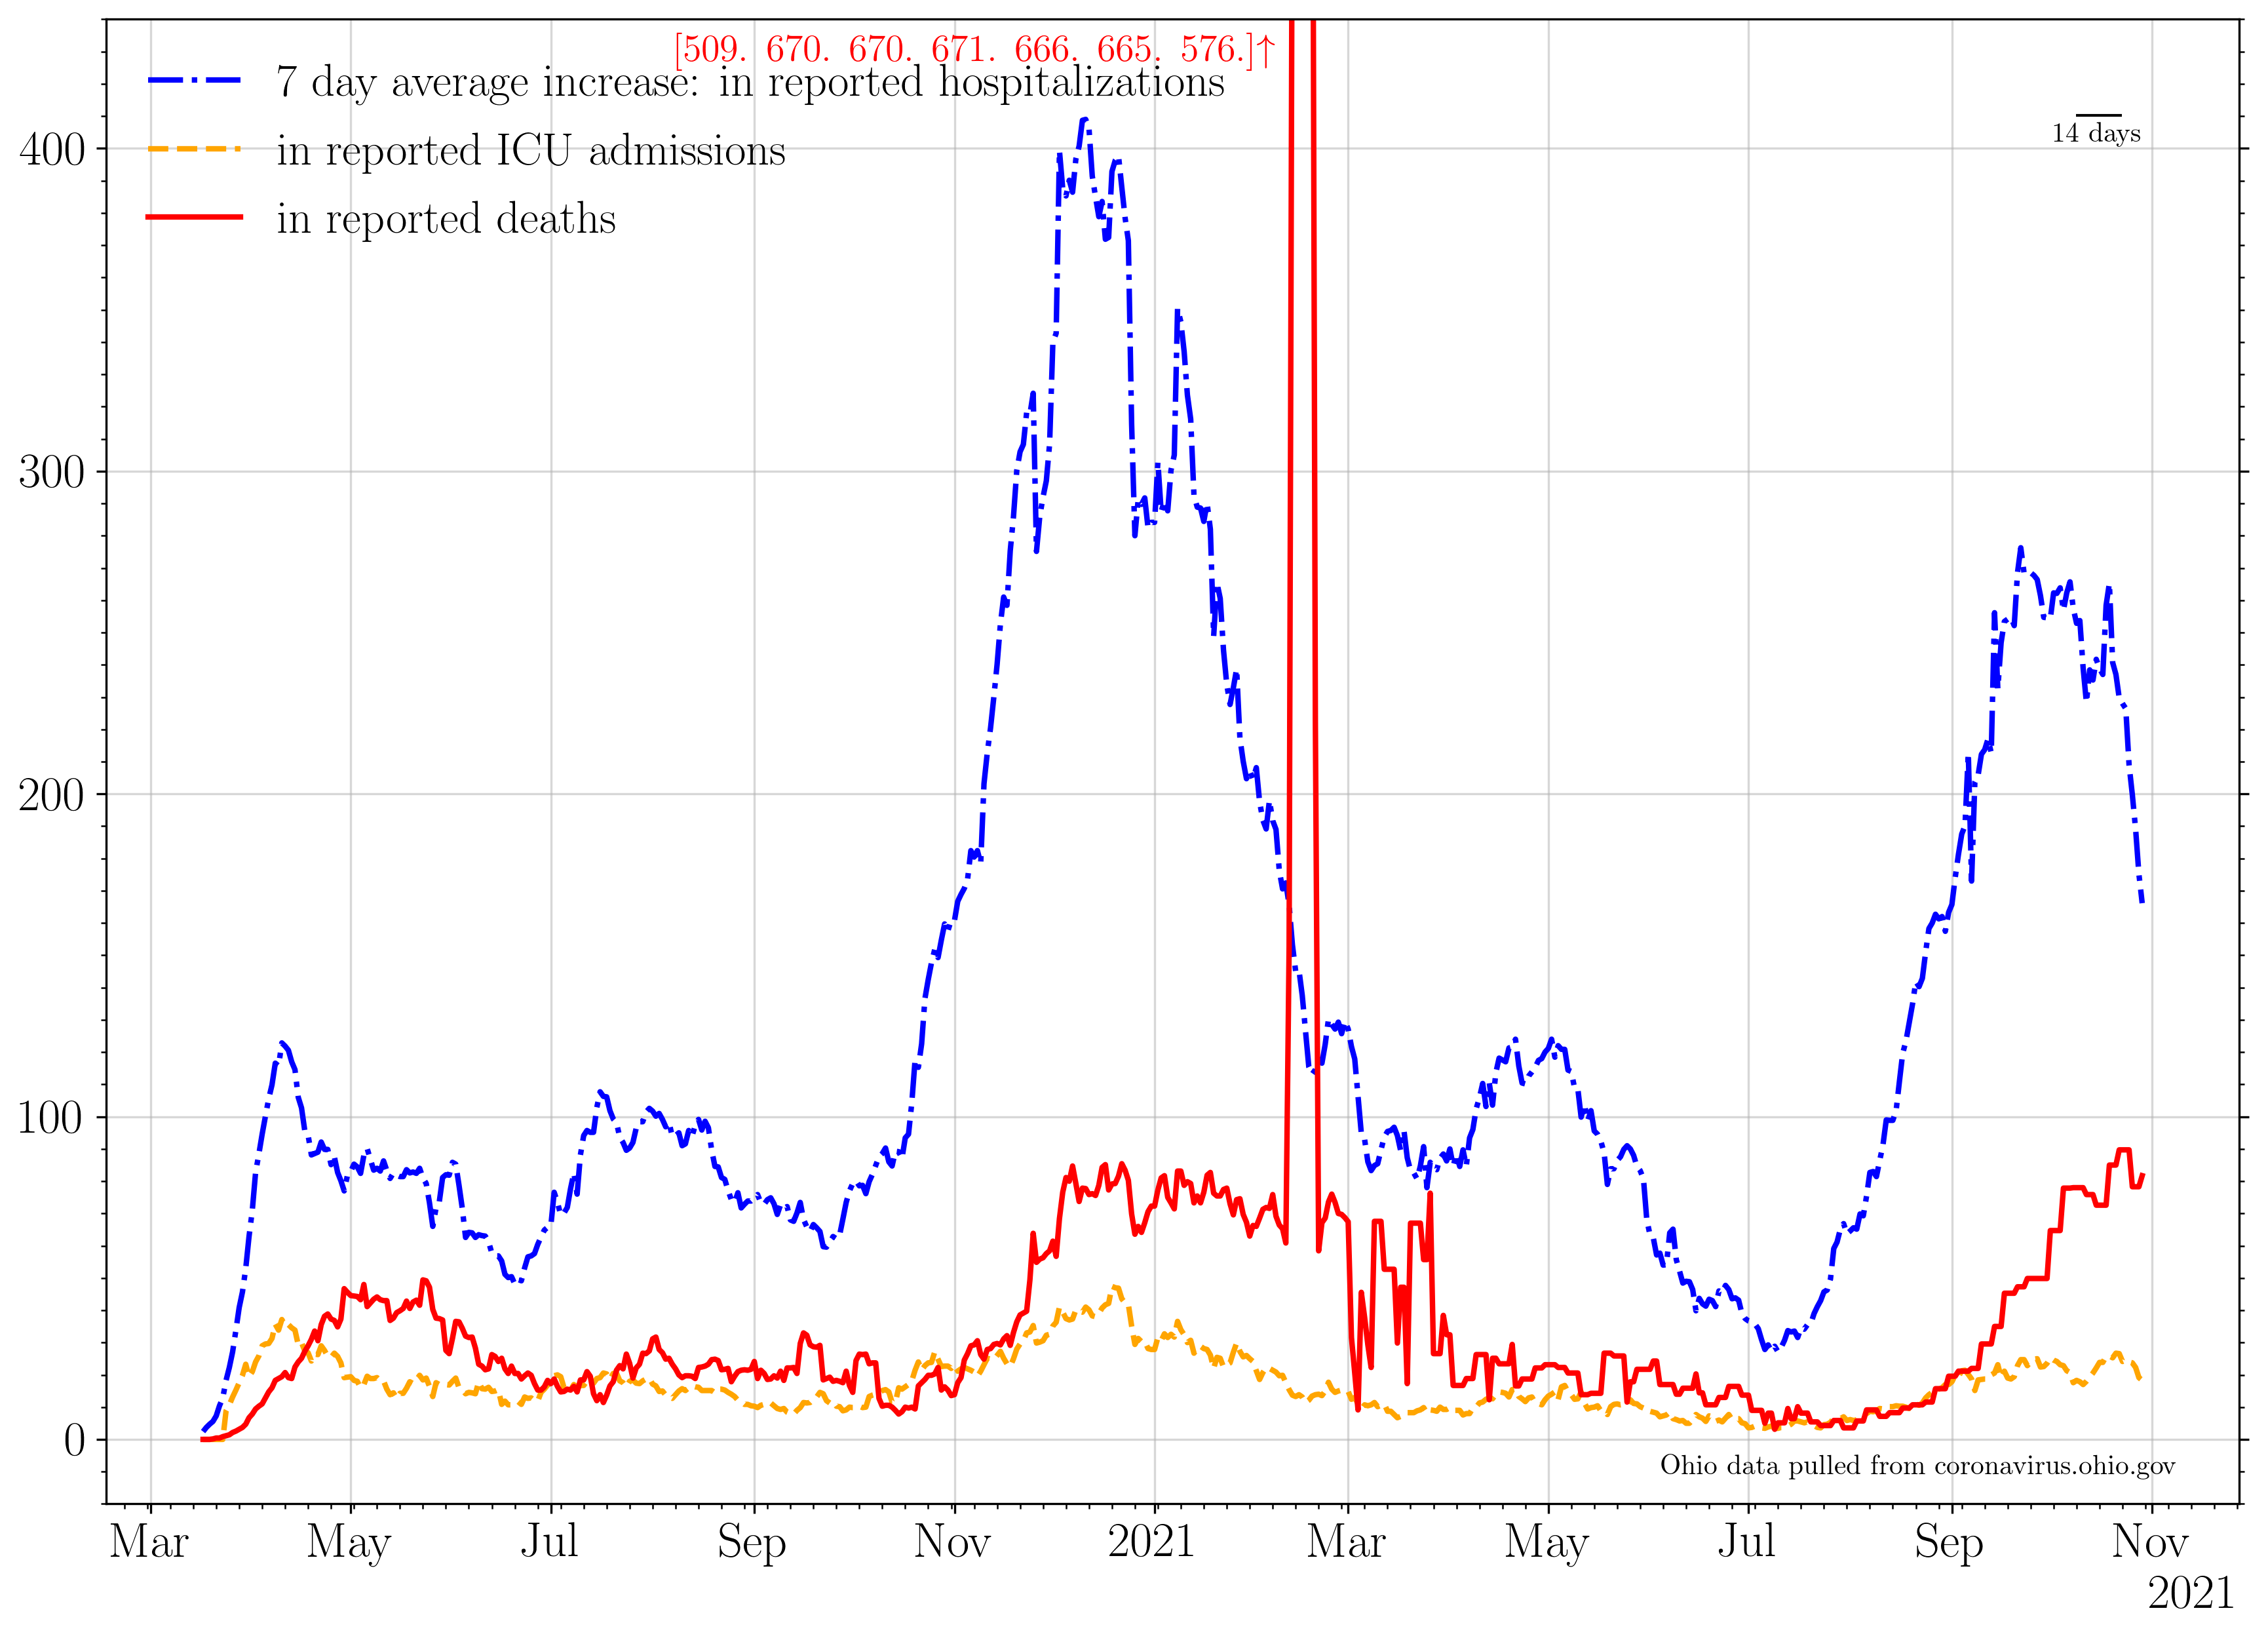 [509. 670. 670. 671. 666. 665. 576.]↑
7 day average increase: in reported hospitalizations
in reported ICU admissions
in reported deaths
14 days
400
300
200
100
0
Ohio data pulled from coronavirus.ohio.gov
Mar May Jul Sep Nov 2021 Mar May Jul Sep Nov
2021